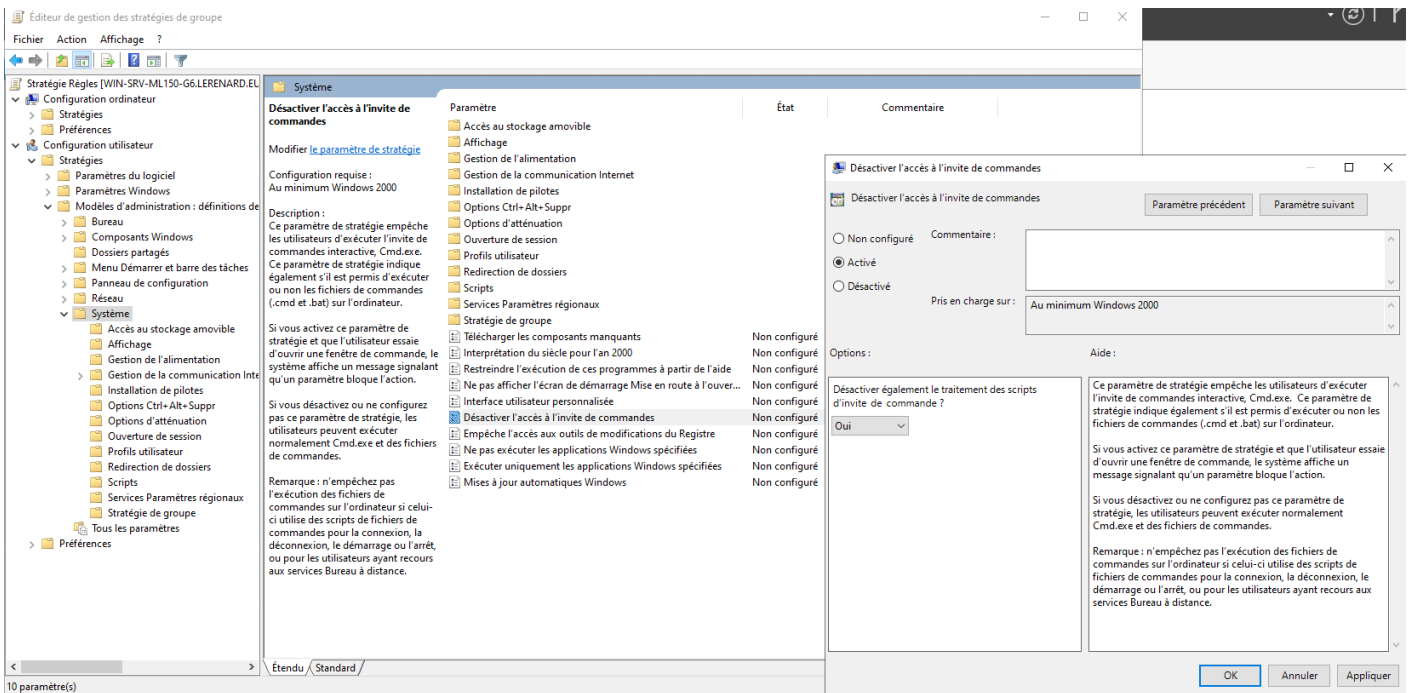 Éditeur de gestion des stratégies de groupe
Fichier Action Affichage ?
Stratégie Règles [WIN-SRV-ML150-G6.LERENARD.EU
Configuration ordinateur
Stratégies
Préférences
Configuration utilisateur
Stratégies
Paramètres du logiciel
Paramètres Windows
Modèles d'administration : définitions de
Bureau
Composants Windows
Dossiers partagés
Menu Démarrer et barre des tâches
Panneau de configuration
Réseau
Système
Accès au stockage amovible
Affichage
Gestion de l'alimentation
Gestion de la communication Inte
Installation de pilotes
Options Ctrl+Alt+Suppr
Options d'atténuation
Ouverture de session
Profils utilisateur
Redirection de dossiers
Scripts
Services Paramètres régionaux
Stratégie de groupe
Tous les paramètres
Préférences
Système
Désactiver l'accès à l'invite de
commandes
Modifier le paramètre de stratégie
Configuration requise :
Au minimum Windows 2000
Description :
Ce paramètre de stratégie empêche
les utilisateurs d'exécuter l'invite de
commandes interactive, Cmd.exe.
Ce paramètre de stratégie indique
également s'il est permis d'exécuter
ou non les fichiers de commandes
(.cmd et .bat) sur l'ordinateur.
Si vous activez ce paramètre de
stratégie et que l'utilisateur essaie
d'ouvrir une fenêtre de commande, le
système affiche un message signalant
qu'un paramètre bloque l'action.
Si vous désactivez ou ne configurez
pas ce paramètre de stratégie, les
utilisateurs peuvent exécuter
normalement Cmd.exe et des fichiers
de commandes.
Remarque : n'empêchez pas
l'exécution des fichiers de
commandes sur l'ordinateur si celui-
ci utilise des scripts de fichiers de
commandes pour la connexion, la
déconnexion, le démarrage ou l'arrêt,
ou pour les utilisateurs ayant recours
aux services Bureau à distance.
Paramètre État Commentaire
Accès au stockage amovible
Affichage
Gestion de l'alimentation
Gestion de la communication Internet
Installation de pilotes
Options Ctrl+Alt+Suppr
Options d'atténuation
Ouverture de session
Profils utilisateur
Redirection de dossiers
Scripts
Services Paramètres régionaux
Stratégie de groupe
Télécharger les composants manquants Non configuré
Interprétation du siècle pour l'an 2000 Non configuré
Restreindre l'exécution de ces programmes à partir de l'aide Non configuré
Ne pas afficher l'écran de démarrage Mise en route à l'ouver... Non configuré
Interface utilisateur personnalisée Non configuré
Désactiver l'accès à l'invite de commandes Non configuré
Empêche l'accès aux outils de modifications du Registre Non configuré
Ne pas exécuter les applications Windows spécifiées Non configuré
Exécuter uniquement les applications Windows spécifiées Non configuré
Mises à jour automatiques Windows Non configuré
Étendu Standard
10 paramètre(s)
Désactiver l'accès à l'invite de commandes
Désactiver l'accès à l'invite de commandes
Paramètre précédent Paramètre suivant
Non configuré Commentaire :
Activé
Désactivé
Pris en charge sur : Au minimum Windows 2000
Options : Aide :
Désactiver également le traitement des scripts
d'invite de commande ?
Oui
Ce paramètre de stratégie empêche les utilisateurs d'exécuter
l'invite de commandes interactive, Cmd.exe. Ce paramètre de
stratégie indique également s'il est permis d'exécuter ou non les
fichiers de commandes (.cmd et .bat) sur l'ordinateur.
Si vous activez ce paramètre de stratégie et que l'utilisateur essaie
d'ouvrir une fenêtre de commande, le système affiche un
message signalant qu'un paramètre bloque l'action.
Si vous désactivez ou ne configurez pas ce paramètre de
stratégie, les utilisateurs peuvent exécuter normalement
Cmd.exe et des fichiers de commandes.
Remarque : n'empêchez pas l'exécution des fichiers de
commandes sur l'ordinateur si celui-ci utilise des scripts de
fichiers de commandes pour la connexion, la déconnexion, le
démarrage ou l'arrêt, ou pour les utilisateurs ayant recours aux
services Bureau à distance.
OK Annuler Appliquer